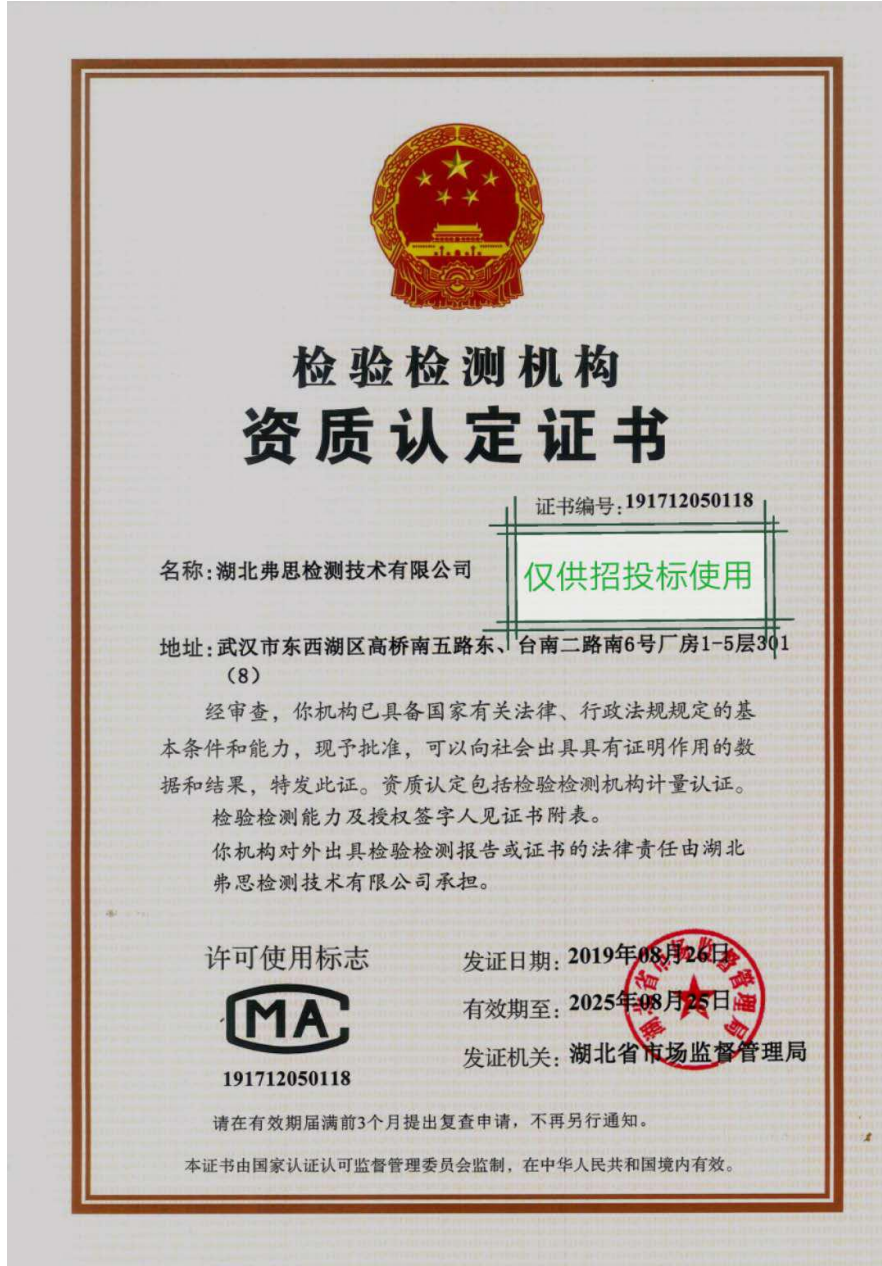 检验检测机构
资质认定证书
证书编号:191712050118
仅供招投标使用
名称:湖北弗思检测技术有限公司
地址:武汉市东西湖区高桥南五路东、台南二路南6号厂房1-5层301
(8)
经审查，你机构已具备国家有关法律、行政法规规定的基
本条件和能力，现予批准，可以向社会出具具有证明作用的数
据和结果，特发此证。资质认定包括检验检测机构计量认证。
检验检测能力及授权签字人见证书附表。
你机构对外出具检验检测报告或证书的法律责任由湖北
弗思检测技术有限公司承担。
许可使用标志
MA
191712050118
发证日期:2019年08月26日
有效期至:2025年08月25日
发证机关:湖北省市场监督管理局
湖北省市场监督管理局
请在有效期届满前3个月提出复查申请，不再另行通知。
本证书由国家认证认可监督管理委员会监制，在中华人民共和国境内有效。